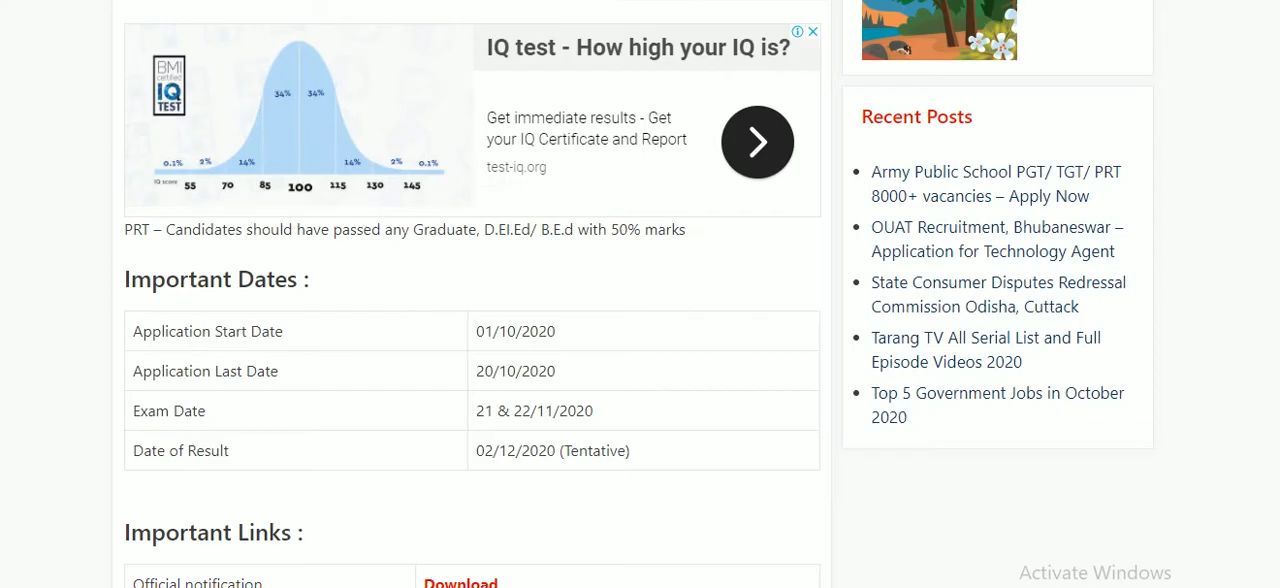 BMI
certified
IQ
TEST
34% 34%
0.1% 2% 14% 14% 2% 0.1%
IQ score 55 70 85 100 115 130 145
IQ test - How high your IQ is?
Get immediate results - Get
your IQ Certificate and Report
test-iq.org
PRT – Candidates should have passed any Graduate, D.El.Ed/ B.E.d with 50% marks
Important Dates :
Application Start Date 01/10/2020
Application Last Date 20/10/2020
Exam Date 21 & 22/11/2020
Date of Result 02/12/2020 (Tentative)
Important Links :
Official notification Download
Recent Posts
Army Public School PGT/ TGT/ PRT
8000+ vacancies – Apply Now
OUAT Recruitment, Bhubaneswar –
Application for Technology Agent
State Consumer Disputes Redressal
Commission Odisha, Cuttack
Tarang TV All Serial List and Full
Episode Videos 2020
Top 5 Government Jobs in October
2020
Activate Windows